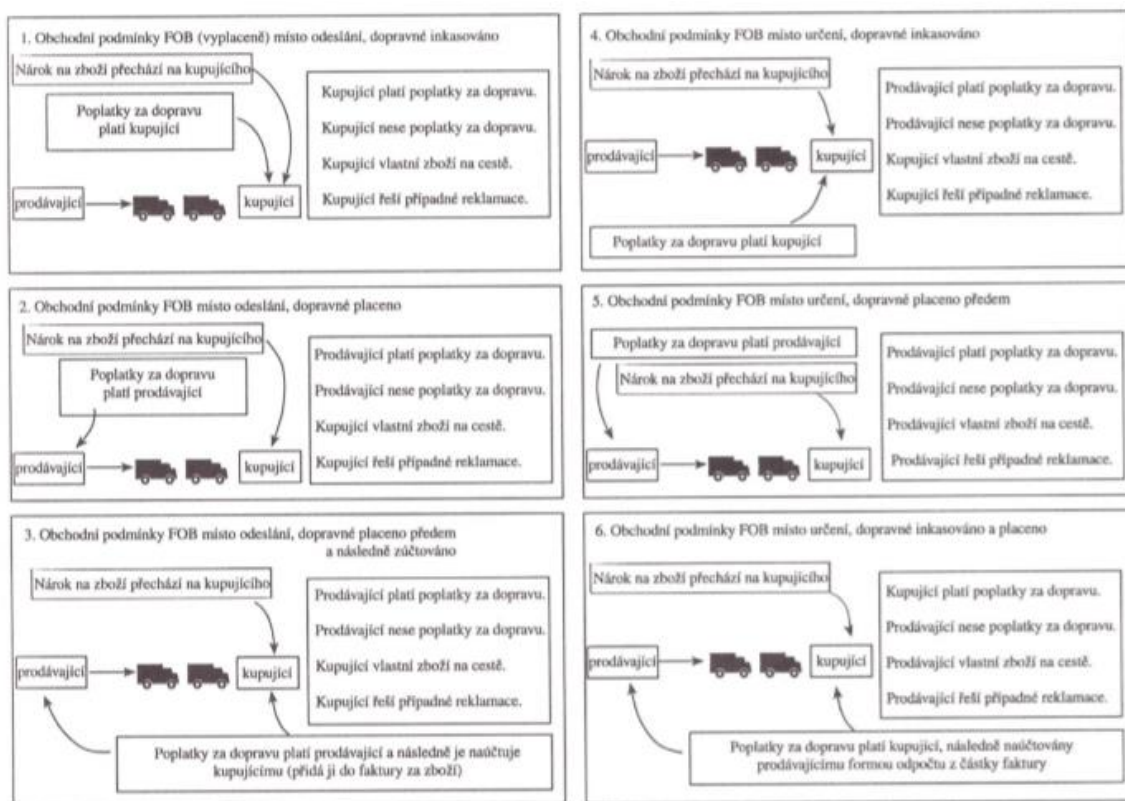 1. Obchodní podmínky FOB (vyplaceně) místo odeslání, dopravné inkasováno
Nárok na zboží přechází na kupujícího
Poplatky za dopravu
platí kupující
prodávající
kupující
Kupující platí poplatky za dopravu.
Kupující nese poplatky za dopravu.
Kupující vlastní zboží na cestě.
Kupující řeší případné reklamace.
2. Obchodní podmínky FOB místo odeslání, dopravné placeno
Nárok na zboží přechází na kupujícího
Poplatky za dopravu
platí prodávající
prodávající
kupující
Prodávající platí poplatky za dopravu.
Prodávající nese poplatky za dopravu.
Kupující vlastní zboží na cestě.
Kupující řeší případné reklamace.
3. Obchodní podmínky FOB místo odeslání, dopravné placeno předem
a následně zúčtováno
Nárok na zboží přechází na kupujícího
prodávající
kupující
Prodávající platí poplatky za dopravu.
Prodávající nese poplatky za dopravu.
Kupující vlastní zboží na cestě.
Kupující řeší případné reklamace.
Poplatky za dopravu platí prodávající a následně je naúčtuje
kupujícímu (přidá ji do faktury za zboží)
4. Obchodní podmínky FOB místo určení, dopravné inkasováno
Nárok na zboží přechází na kupujícího
prodávající
kupující
Poplatky za dopravu platí kupující
Prodávající platí poplatky za dopravu.
Prodávající nese poplatky za dopravu.
Kupující vlastní zboží na cestě.
Kupující řeší případné reklamace.
5. Obchodní podmínky FOB místo určení, dopravné placeno předem
Poplatky za dopravu platí prodávající
Nárok na zboží přechází na kupujícího
prodávající
kupující
Prodávající platí poplatky za dopravu.
Prodávající nese poplatky za dopravu.
Prodávající vlastní zboží na cestě.
Prodávající řeší případné reklamace.
6. Obchodní podmínky FOB místo určení, dopravné inkasováno a placeno
Nárok na zboží přechází na kupujícího
prodávající
kupující
Kupující platí poplatky za dopravu.
Prodávající nese poplatky za dopravu.
Prodávající vlastní zboží na cestě.
Prodávající řeší případné reklamace.
Poplatky za dopravu platí kupující, následně naúčtovány
prodávajícímu formou odpočtu z částky faktury